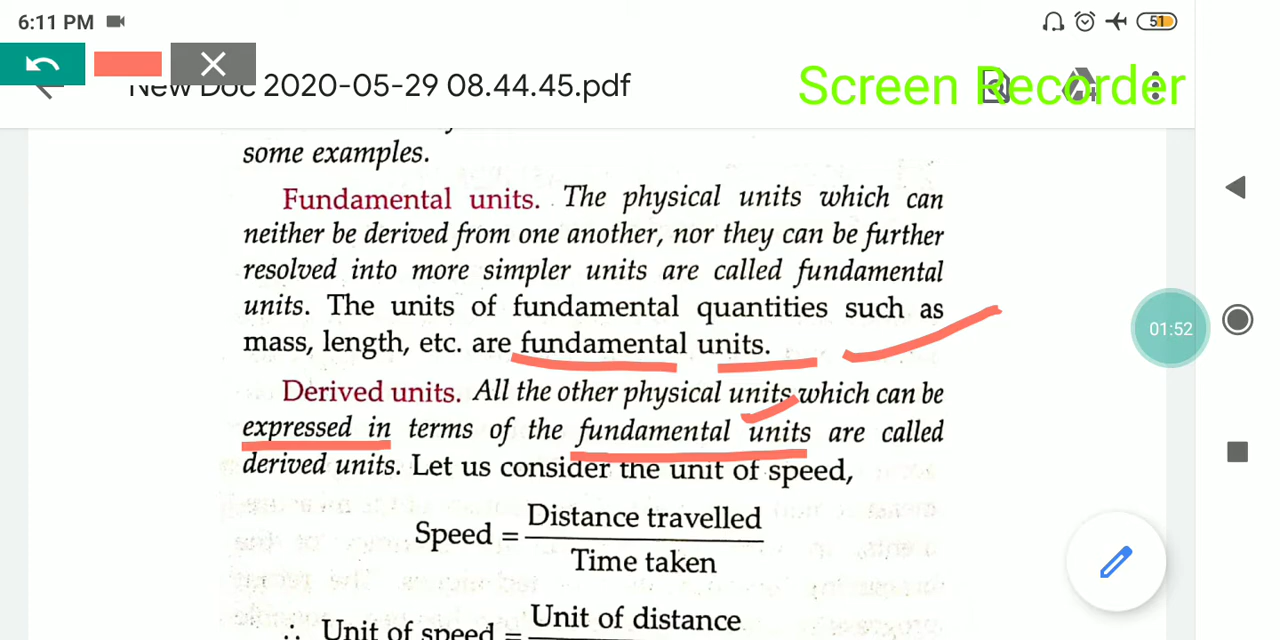 6:11 PM
51
New Doc 2020-05-29 08.44.45.pdf
Screen Recorder
some examples.
Fundamental units. The physical units which can
neither be derived from one another, nor they can be further
resolved into more simpler units are called fundamental
units. The units of fundamental quantities such as
mass, length, etc. are fundamental units.
01:52
Derived units. All the other physical units which can be
expressed in terms of the fundamental units are called
derived units. Let us consider the unit of speed,
Speed = Distance travelled
Time taken
∴ Unit of speed = Unit of distance